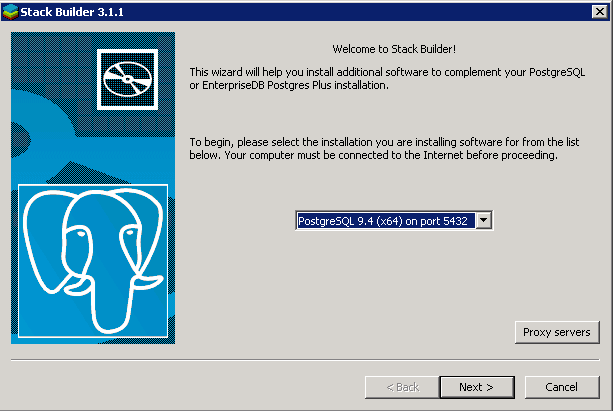 Stack Builder 3.1.1
Welcome to Stack Builder!
This wizard will help you install additional software to complement your PostgreSQL
or EnterpriseDB Postgres Plus installation.
To begin, please select the installation you are installing software for from the list
below. Your computer must be connected to the Internet before proceeding.
PostgreSQL 9.4 (x64) on port 5432
Proxy servers
< Back
Next >
Cancel